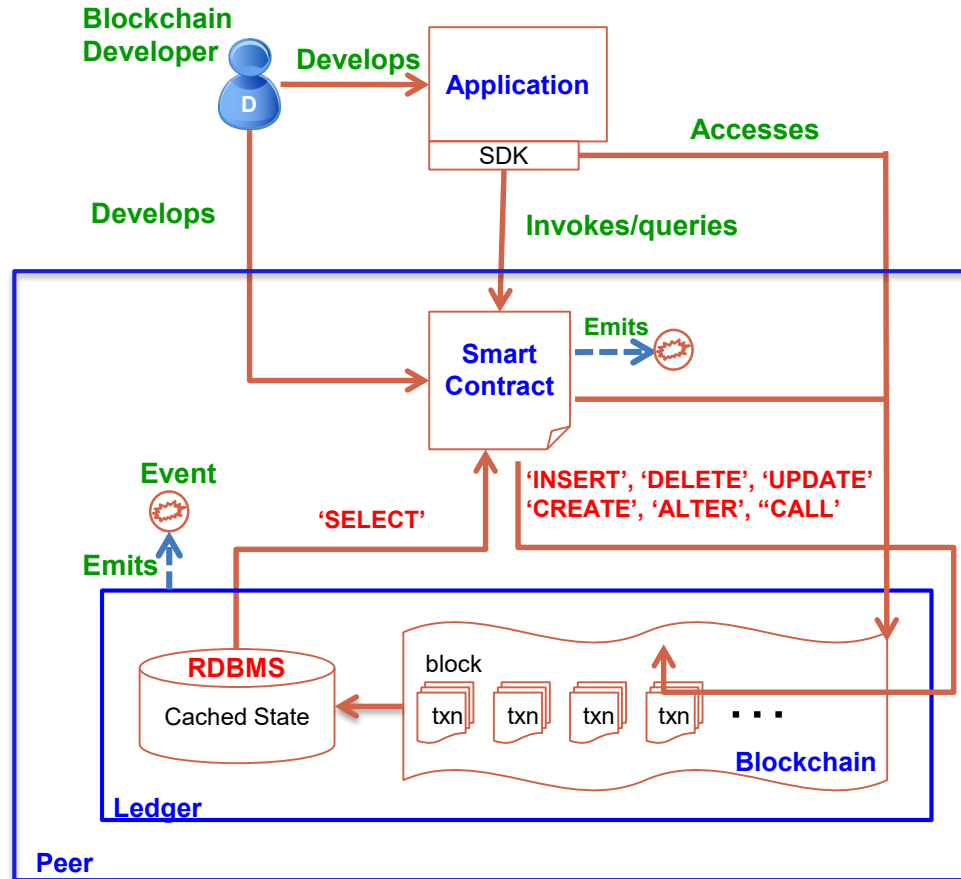 Blockchain
Developer
D
Develops
Application
SDK
Accesses
Develops
Invokes/queries
Smart
Contract
Emits
Event
‘SELECT’
‘INSERT’, ‘DELETE’, ‘UPDATE’
‘CREATE’, ‘ALTER’, “CALL’
Emits
RDBMS
Cached State
block
txn
txn
txn
txn
. . .
Blockchain
Ledger
Peer